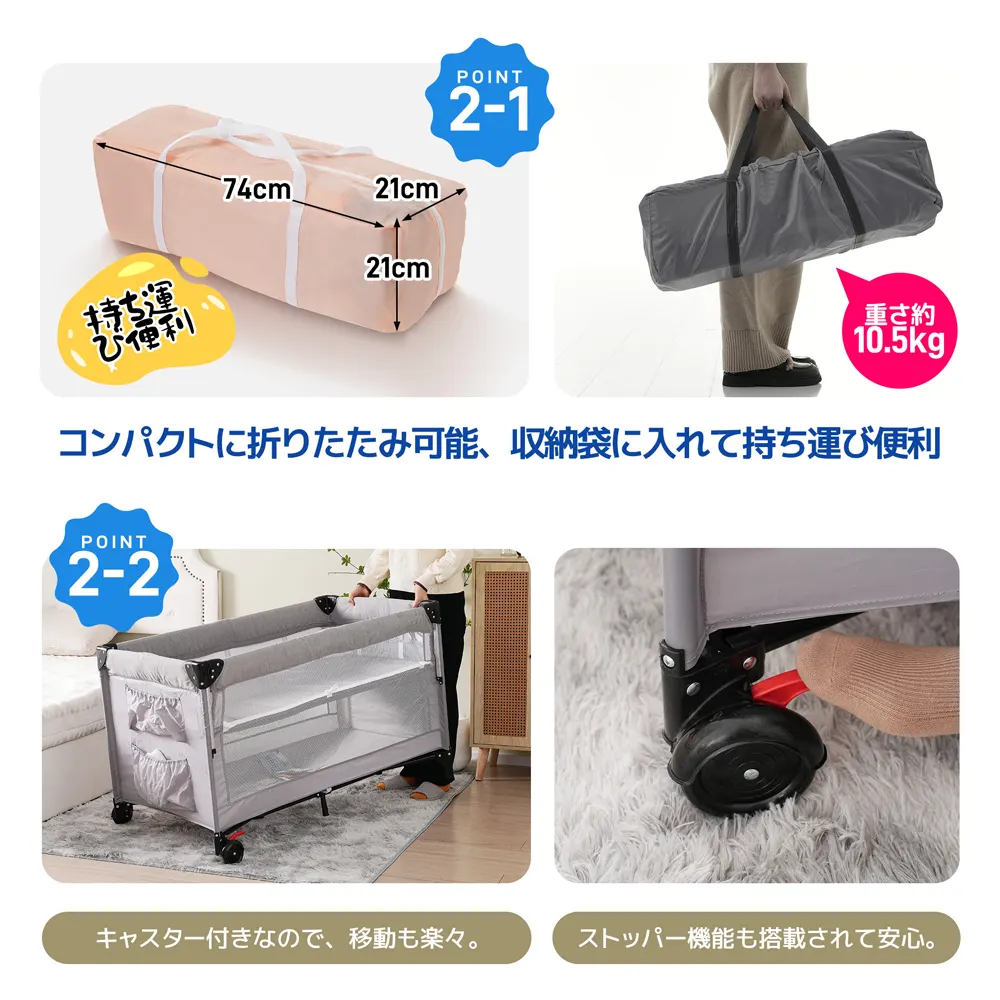 POINT
2-1
74cm
21cm
21cm
持ち運
び便利
重さ約
10.5kg
コンパクトに折りたたみ可能、収納袋に入れて持ち運び便利
POINT
2-2
キャスター付きなので、移動も楽々。
ストッパー機能も搭載されて安心。